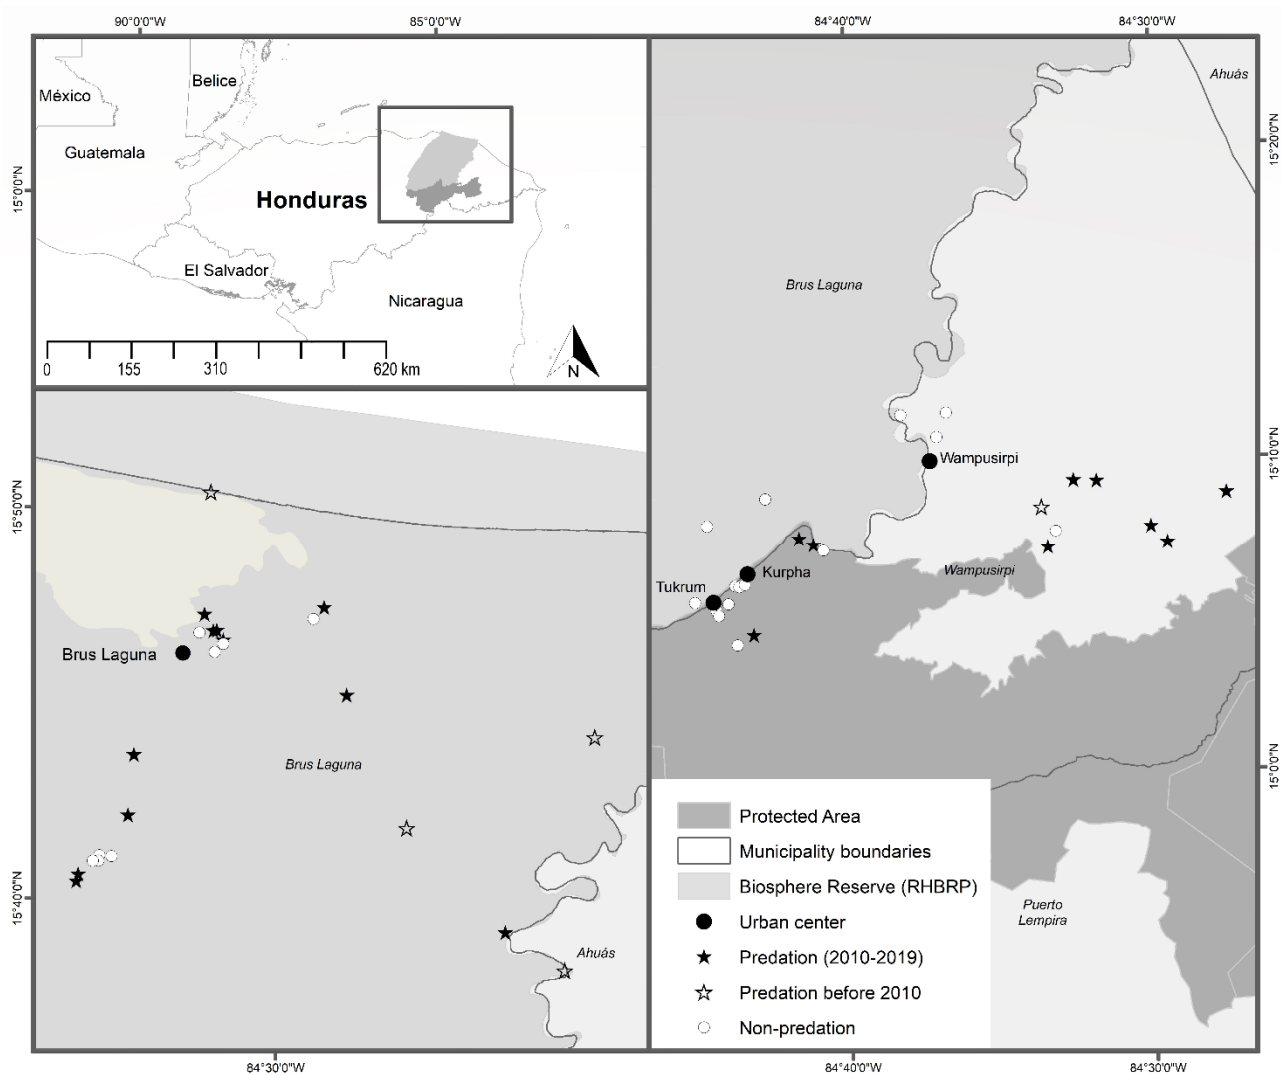 90°0'0"W
85°0'0"W
84°40'0"W
84°30'0"W
México
Belice
Guatemala
Honduras
El Salvador
Nicaragua
0
155
310
620 km
N
15°0'0"N
Ahuás
15°20'0"N
Brus Laguna
Wampusirpi
15°10'0"N
Wampusirpi
Kurpha
Tukrum
15°0'0"N
Puerto
Lempira
15°50'0"N
Brus Laguna
Brus Laguna
15°40'0"N
Ahuás
Protected Area
Municipality boundaries
Biosphere Reserve (RHBRP)
Urban center
Predation (2010-2019)
Predation before 2010
Non-predation
84°30'0"W
84°40'0"W
84°30'0"W